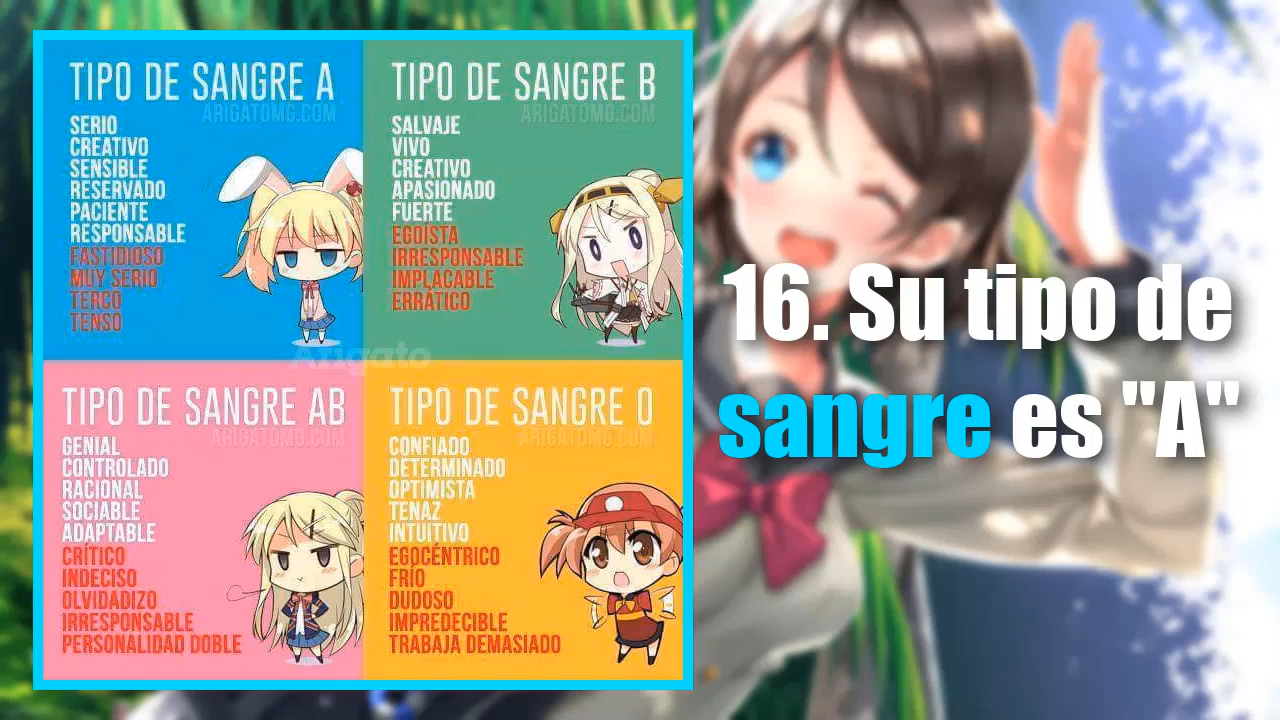 TIPO DE SANGRE A
ARIGATOMG.COM
SERIO
CREATIVO
SENSIBLE
RESERVADO
PACIENTE
RESPONSABLE
FASTIDIOSO
MUY SERIO
TERCO
TENSO
TIPO DE SANGRE B
ARIGATOMG.COM
SALVAJE
VIVO
CREATIVO
APASIONADO
FUERTE
EGOÍSTA
IRRESPONSABLE
IMPLACABLE
ERRÁTICO
Arigato
TIPO DE SANGRE AB
ARIGATOMG.COM
GENIAL
CONTROLADO
RACIONAL
SOCIABLE
ADAPTABLE
CRÍTICO
INDECISO
OLVIDADIZO
IRRESPONSABLE
PERSONALIDAD DOBLE
TIPO DE SANGRE O
ARIGATOMG.COM
CONFIADO
DETERMINADO
OPTIMISTA
TENAZ
INTUITIVO
EGOCÉNTRICO
FRÍO
DUDOSO
IMPREDECIBLE
TRABAJA DEMASIADO
16. Su tipo de
sangre es "A"